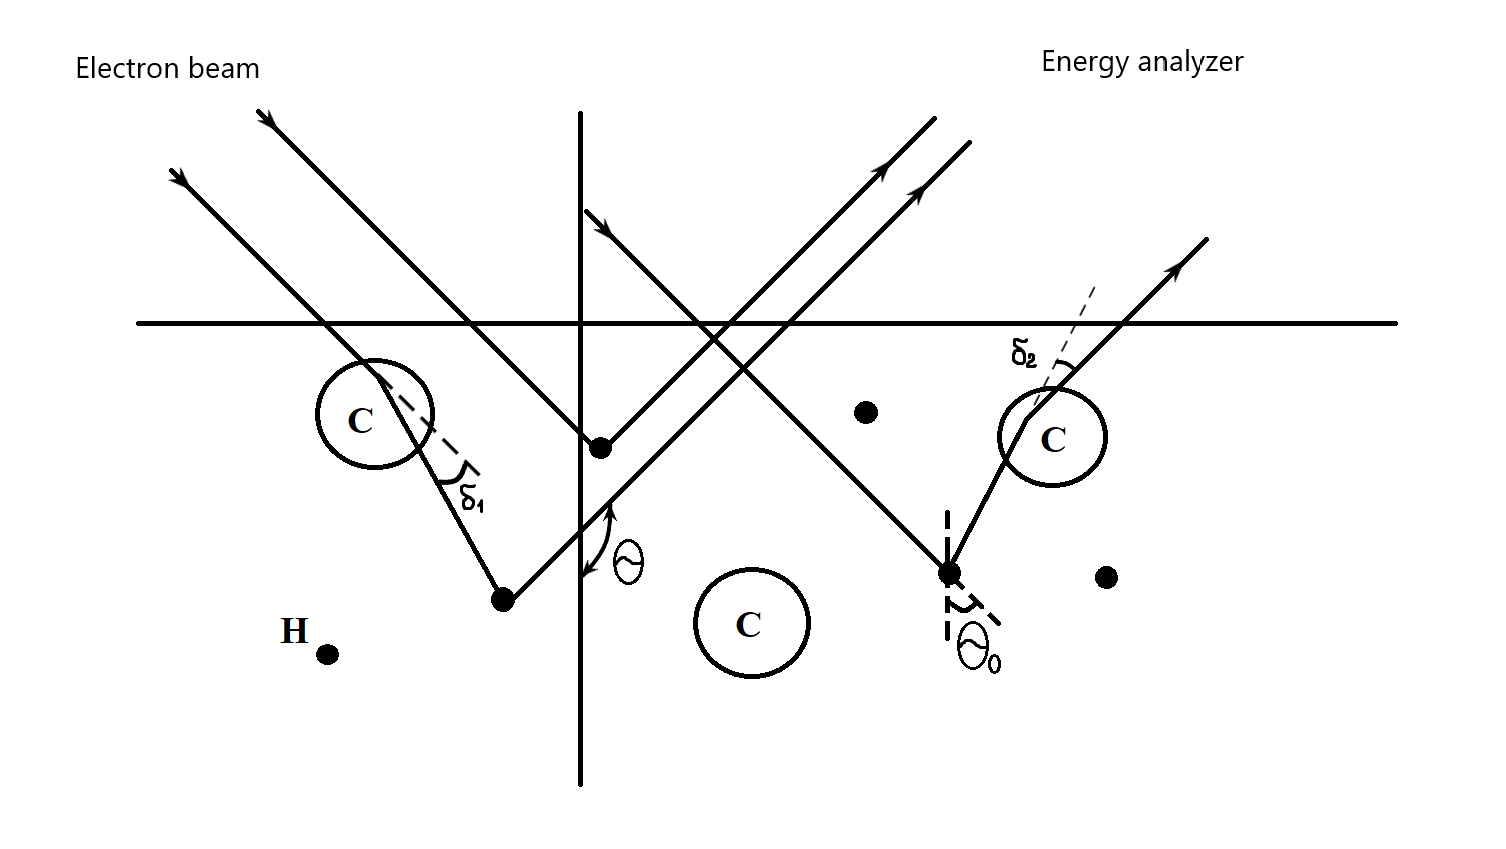 Electron beam
Energy analyzer
δ₂
C
C
δ₁
Θ
H
C
Θ₀